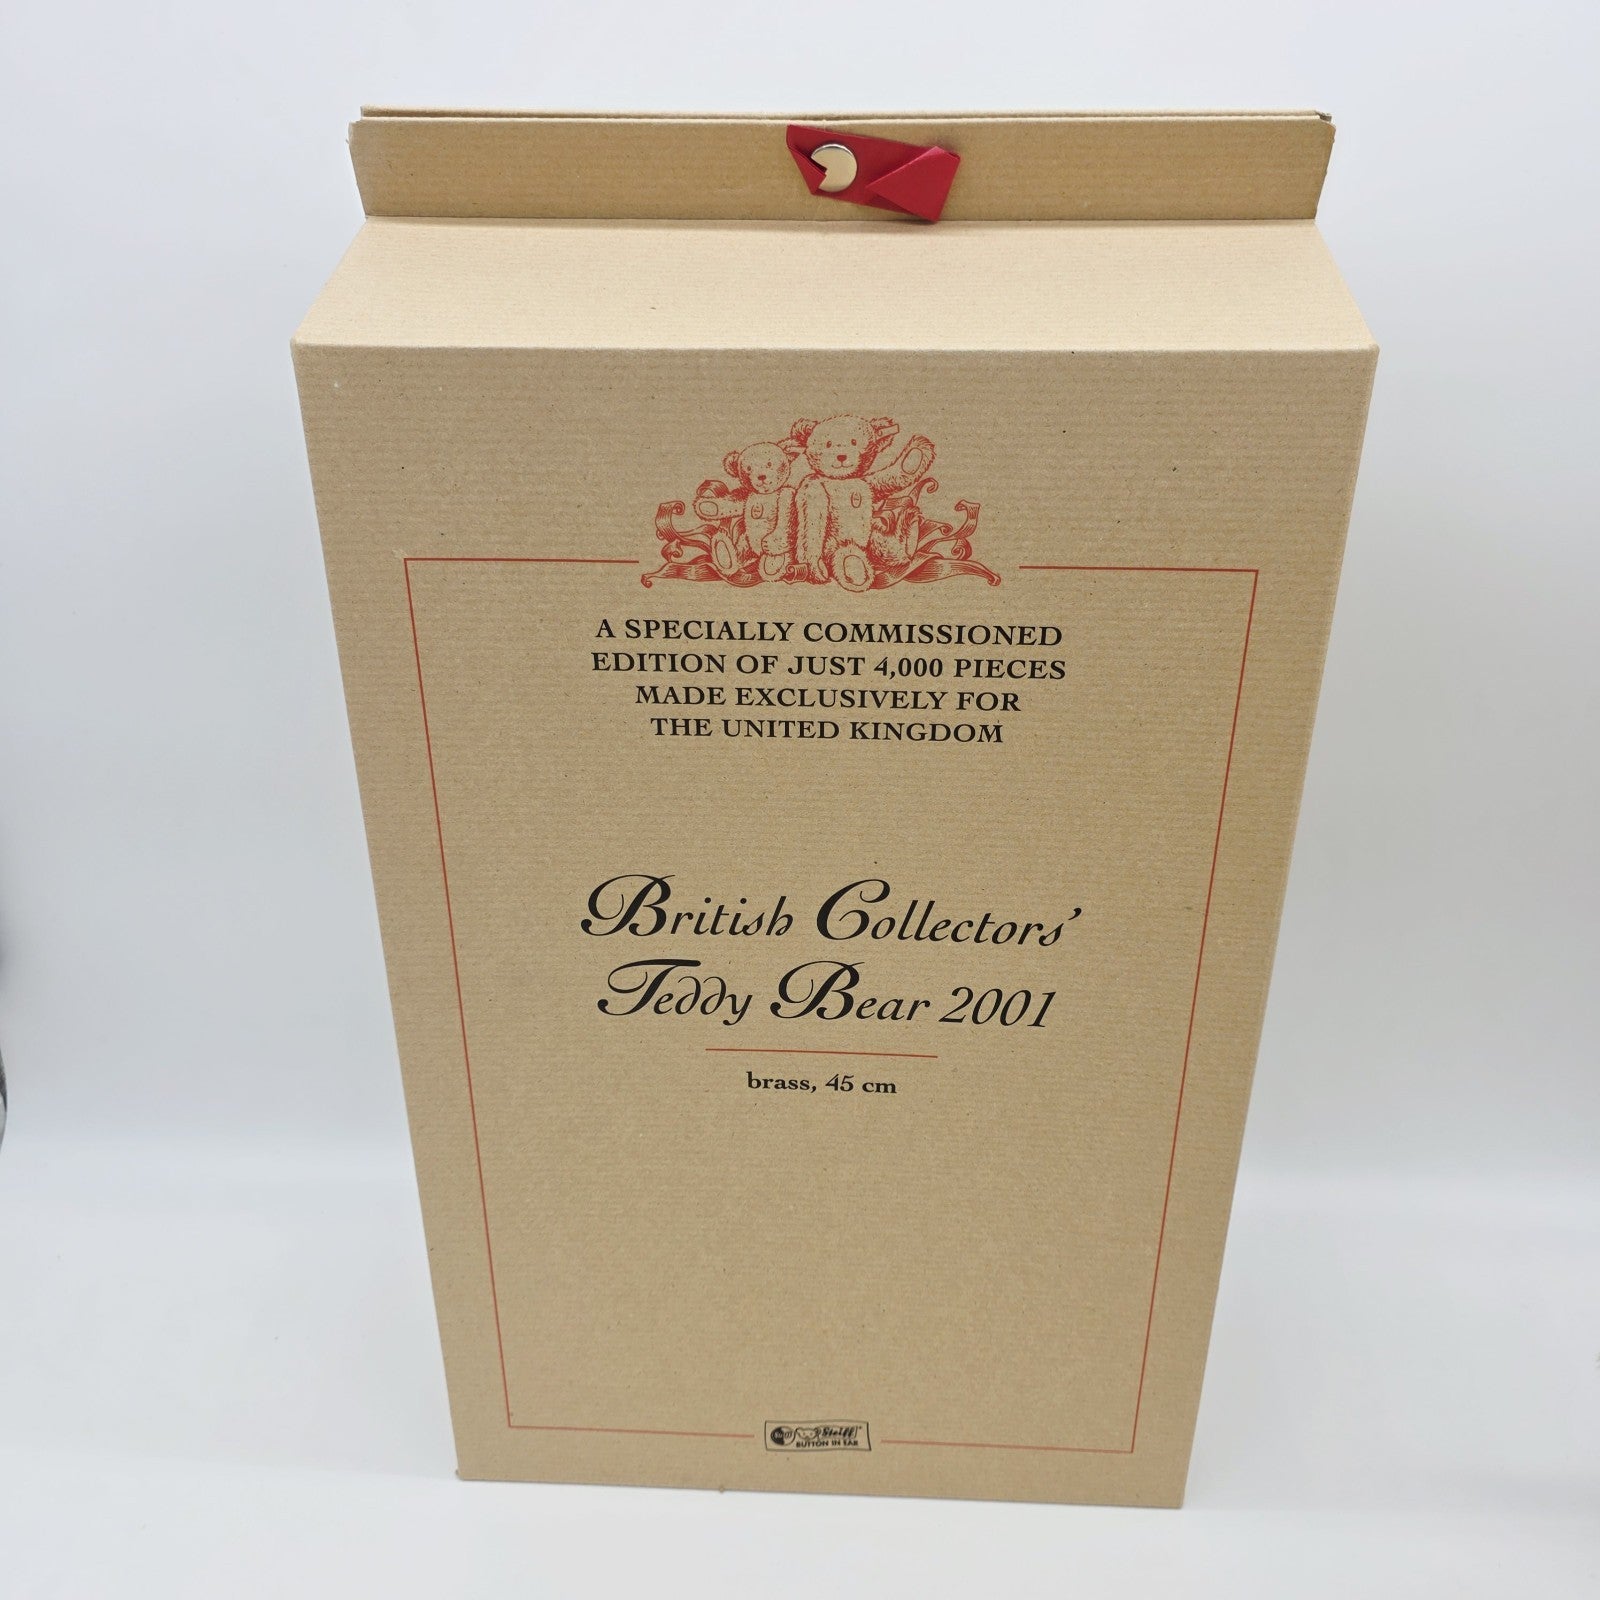 A SPECIALLY COMMISSIONED
EDITION OF JUST 4,000 PIECES
MADE EXCLUSIVELY FOR
THE UNITED KINGDOM
British Collectors'
Teddy Bear 2001
brass, 45 cm
Steiff
BUTTON IN EAR